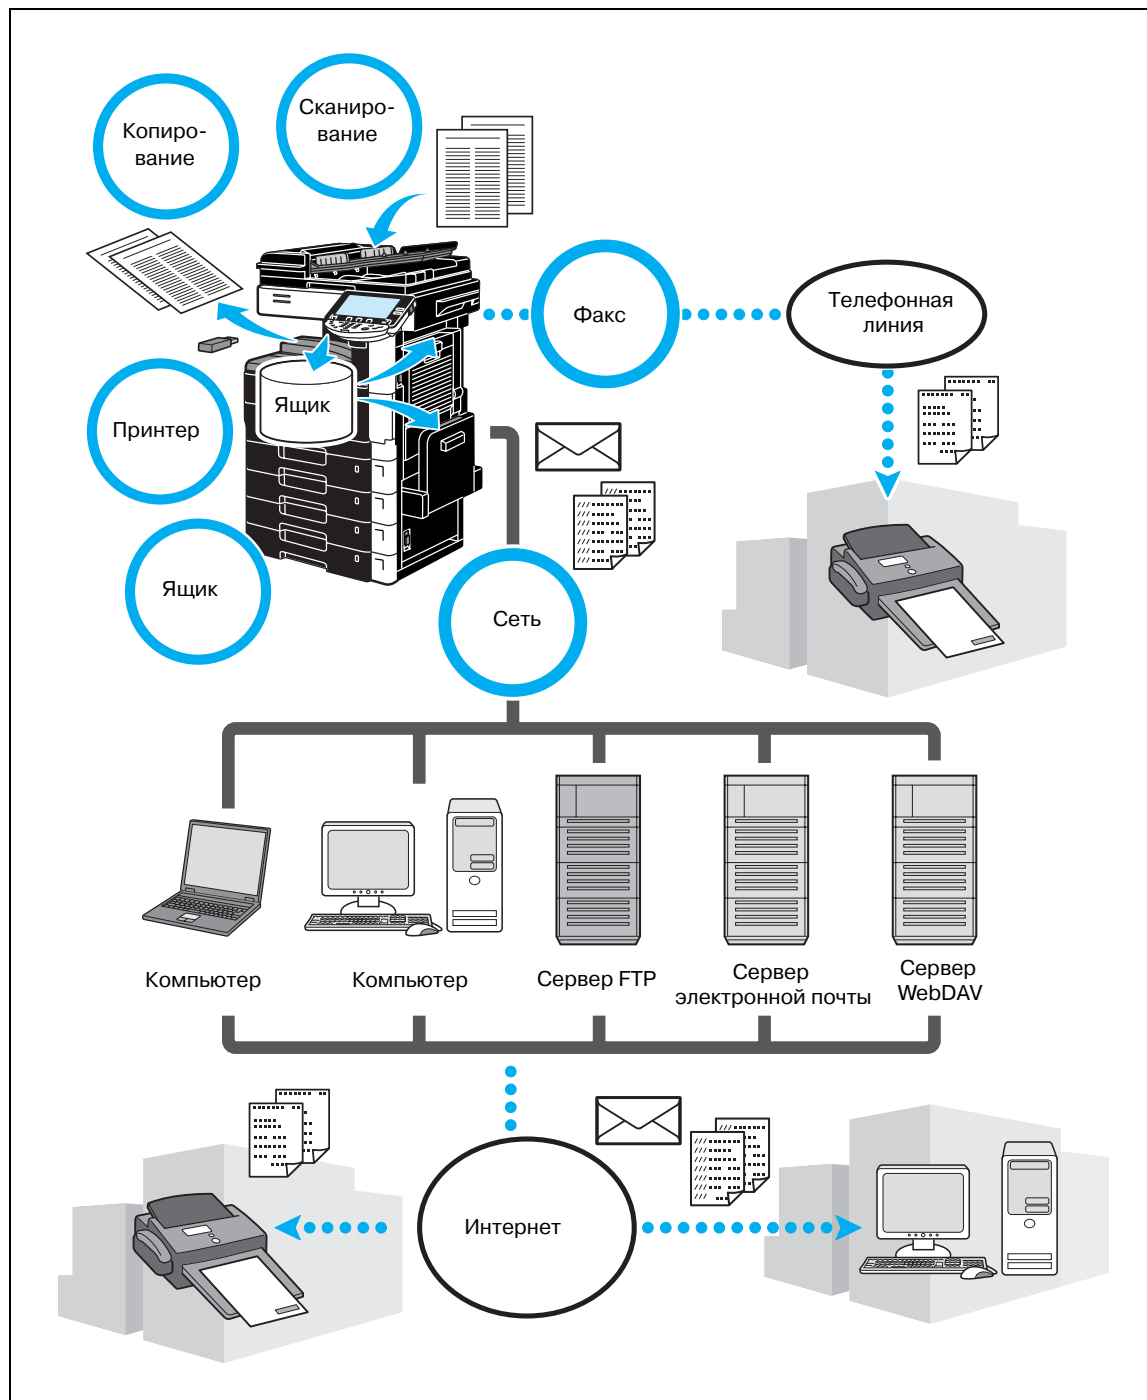 Сканиро-
вание
Копиро-
вание
Факс
Телефонная
линия
Ящик
Принтер
Ящик
Сеть
Компьютер
Компьютер
Сервер FTP
Сервер
электронной почты
Сервер
WebDAV
Интернет